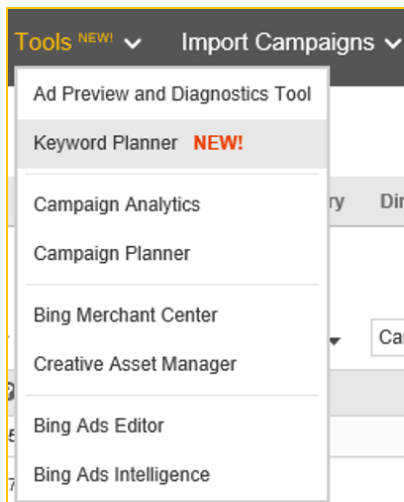 Tools NEW! Import Campaigns
Ad Preview and Diagnostics Tool
Keyword Planner NEW!
Campaign Analytics
Campaign Planner
Bing Merchant Center
Creative Asset Manager
Bing Ads Editor
Bing Ads Intelligence